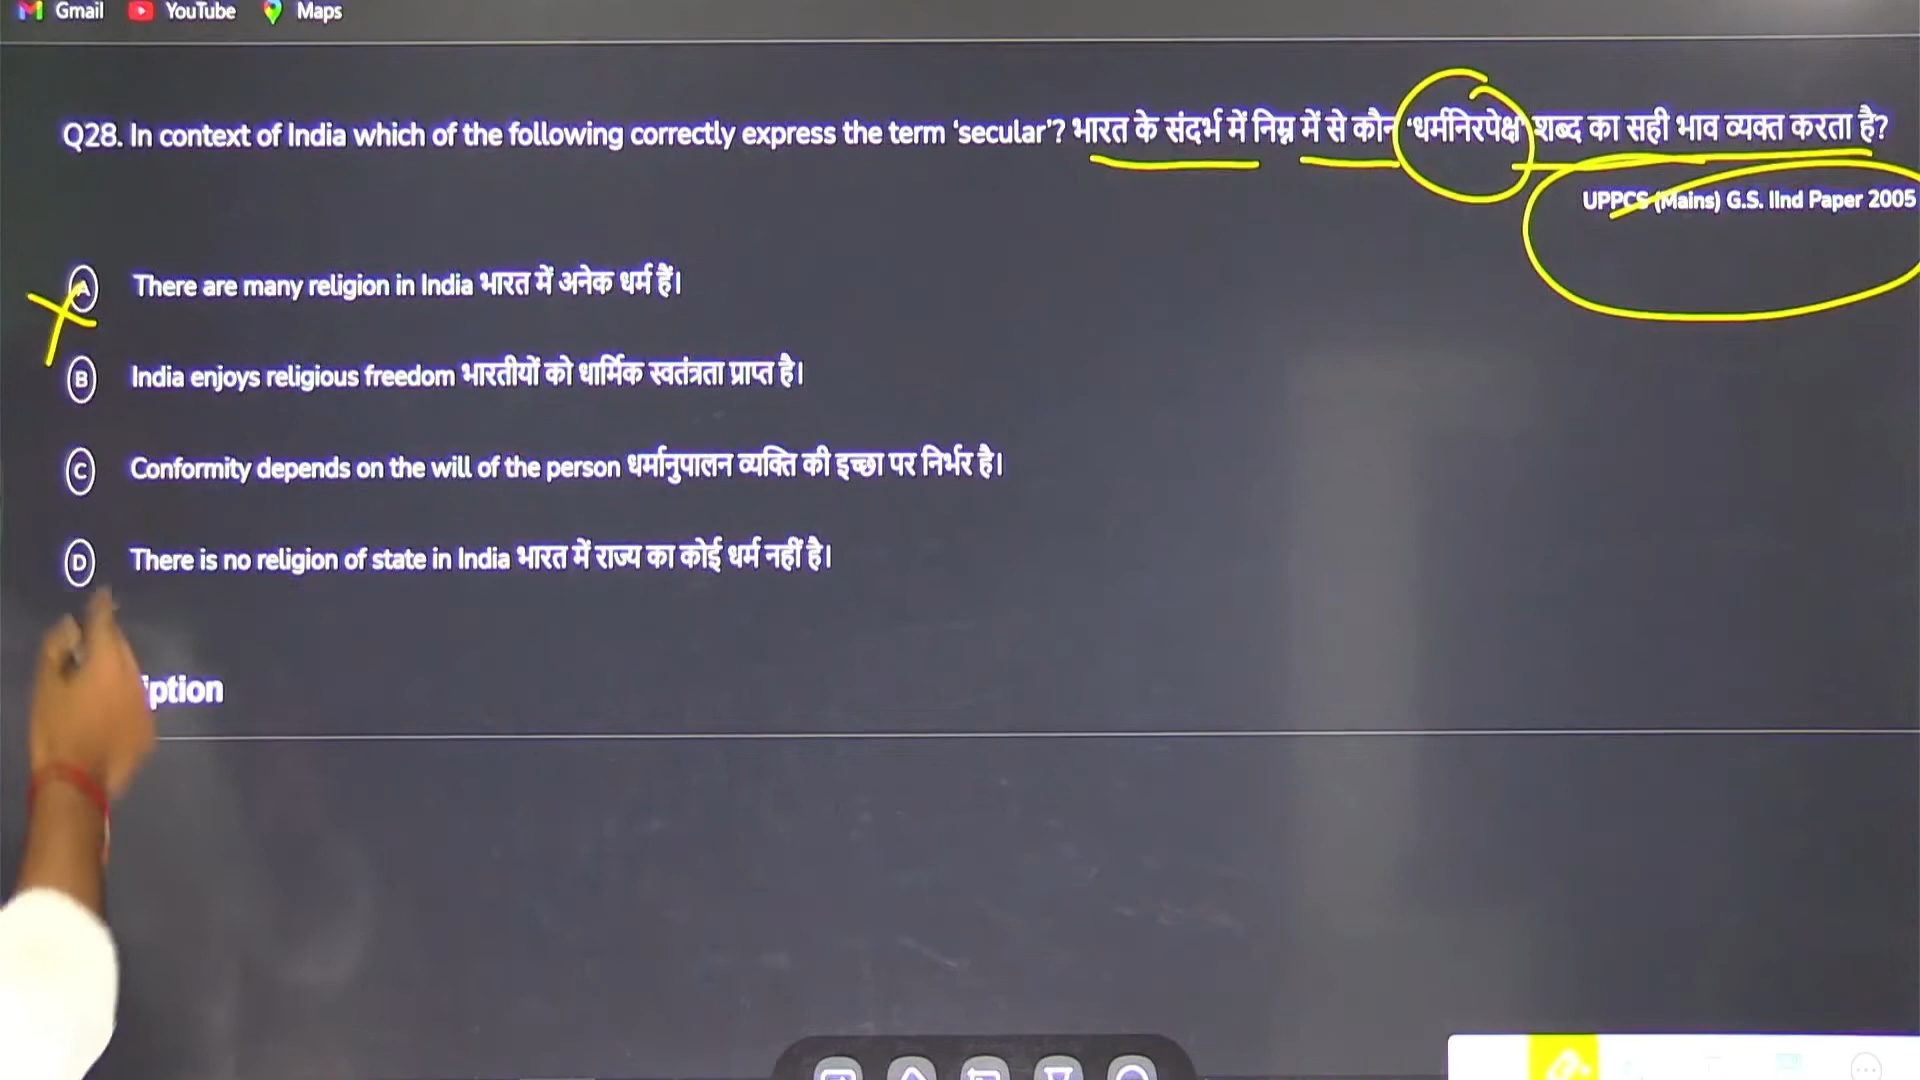 Gmail YouTube Maps
Q28. In context of India which of the following correctly express the term ‘secular’? भारत के संदर्भ में निम्न में से कौन ‘धर्मनिरपेक्ष’ शब्द का सही भाव व्यक्त करता है?
UPPCS (Mains) G.S. IInd Paper 2005
A There are many religion in India भारत में अनेक धर्म हैं।
B India enjoys religious freedom भारतीयों को धार्मिक स्वतंत्रता प्राप्त है।
C Conformity depends on the will of the person धर्मानुपालन व्यक्ति की इच्छा पर निर्भर है।
D There is no religion of state in India भारत में राज्य का कोई धर्म नहीं है।
iption